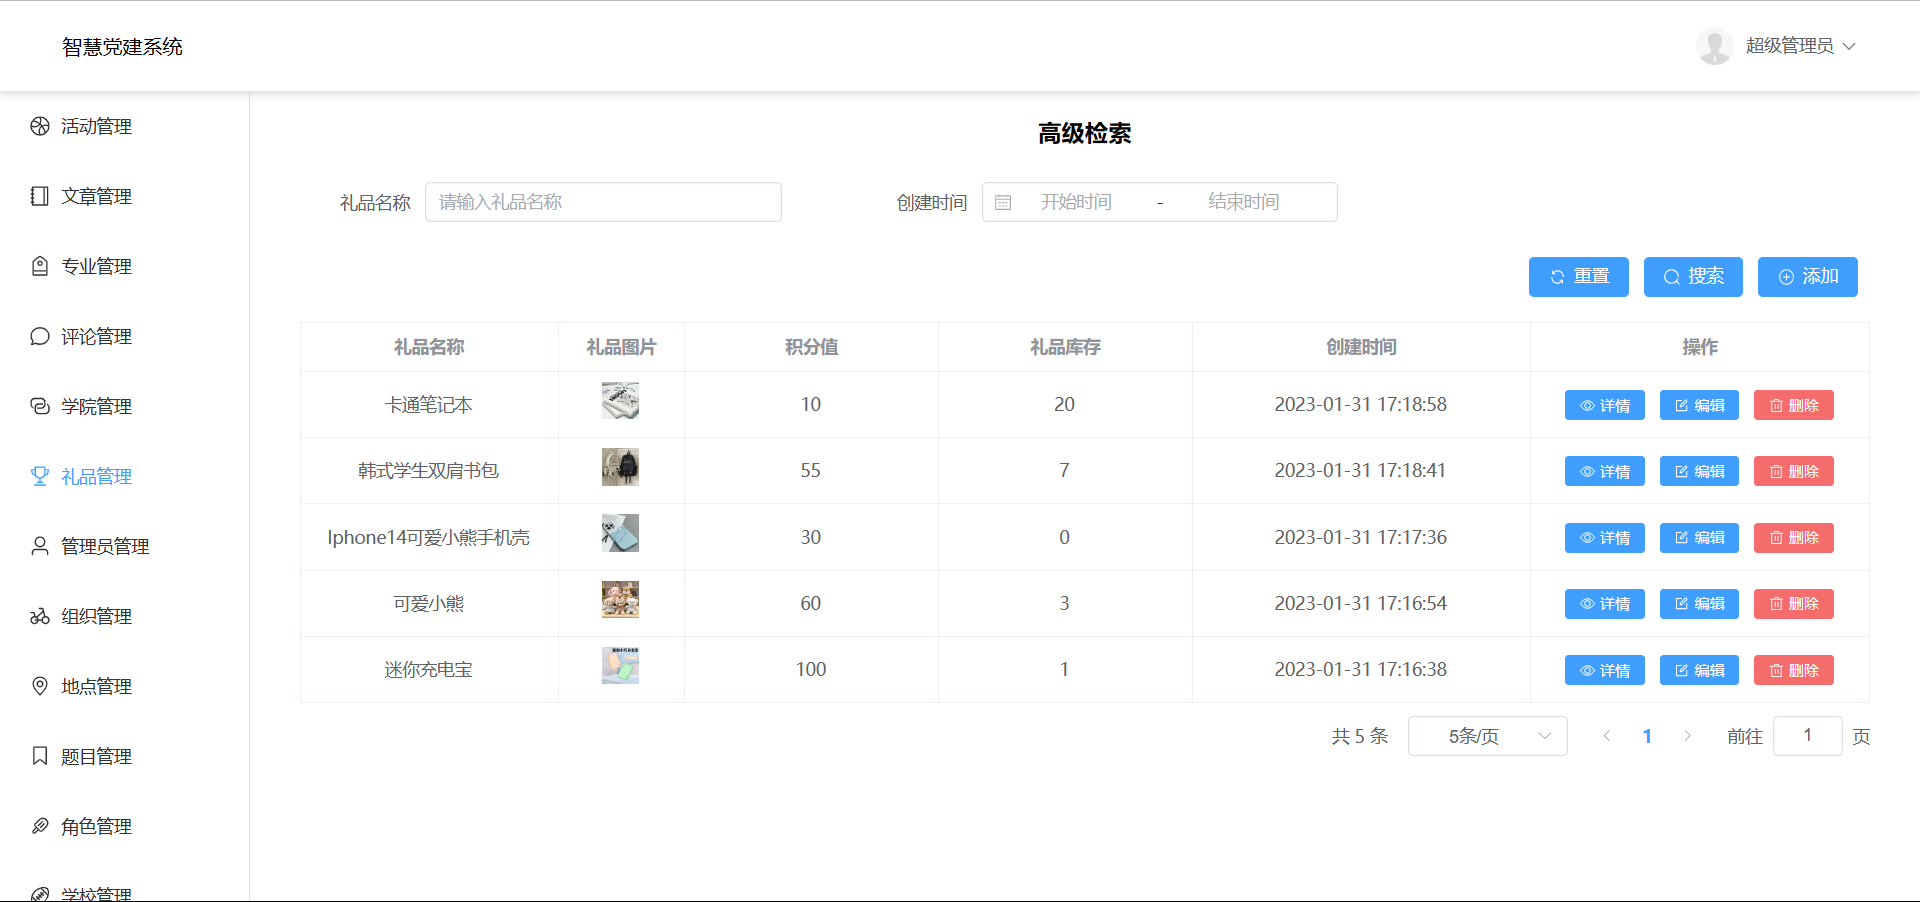 智慧党建系统
超级管理员
活动管理
文章管理
专业管理
评论管理
学院管理
礼品管理
管理员管理
组织管理
地点管理
题目管理
角色管理
学校管理
高级检索
礼品名称 请输入礼品名称 创建时间 开始时间 - 结束时间
重置 搜索 添加
礼品名称 礼品图片 积分值 礼品库存 创建时间 操作
卡通笔记本 10 20 2023-01-31 17:18:58 详情 编辑 删除
韩式学生双肩书包 55 7 2023-01-31 17:18:41 详情 编辑 删除
Iphone14可爱小熊手机壳 30 0 2023-01-31 17:17:36 详情 编辑 删除
可爱小熊 60 3 2023-01-31 17:16:54 详情 编辑 删除
迷你充电宝 100 1 2023-01-31 17:16:38 详情 编辑 删除
共 5 条 5条/页 1 前往 1 页